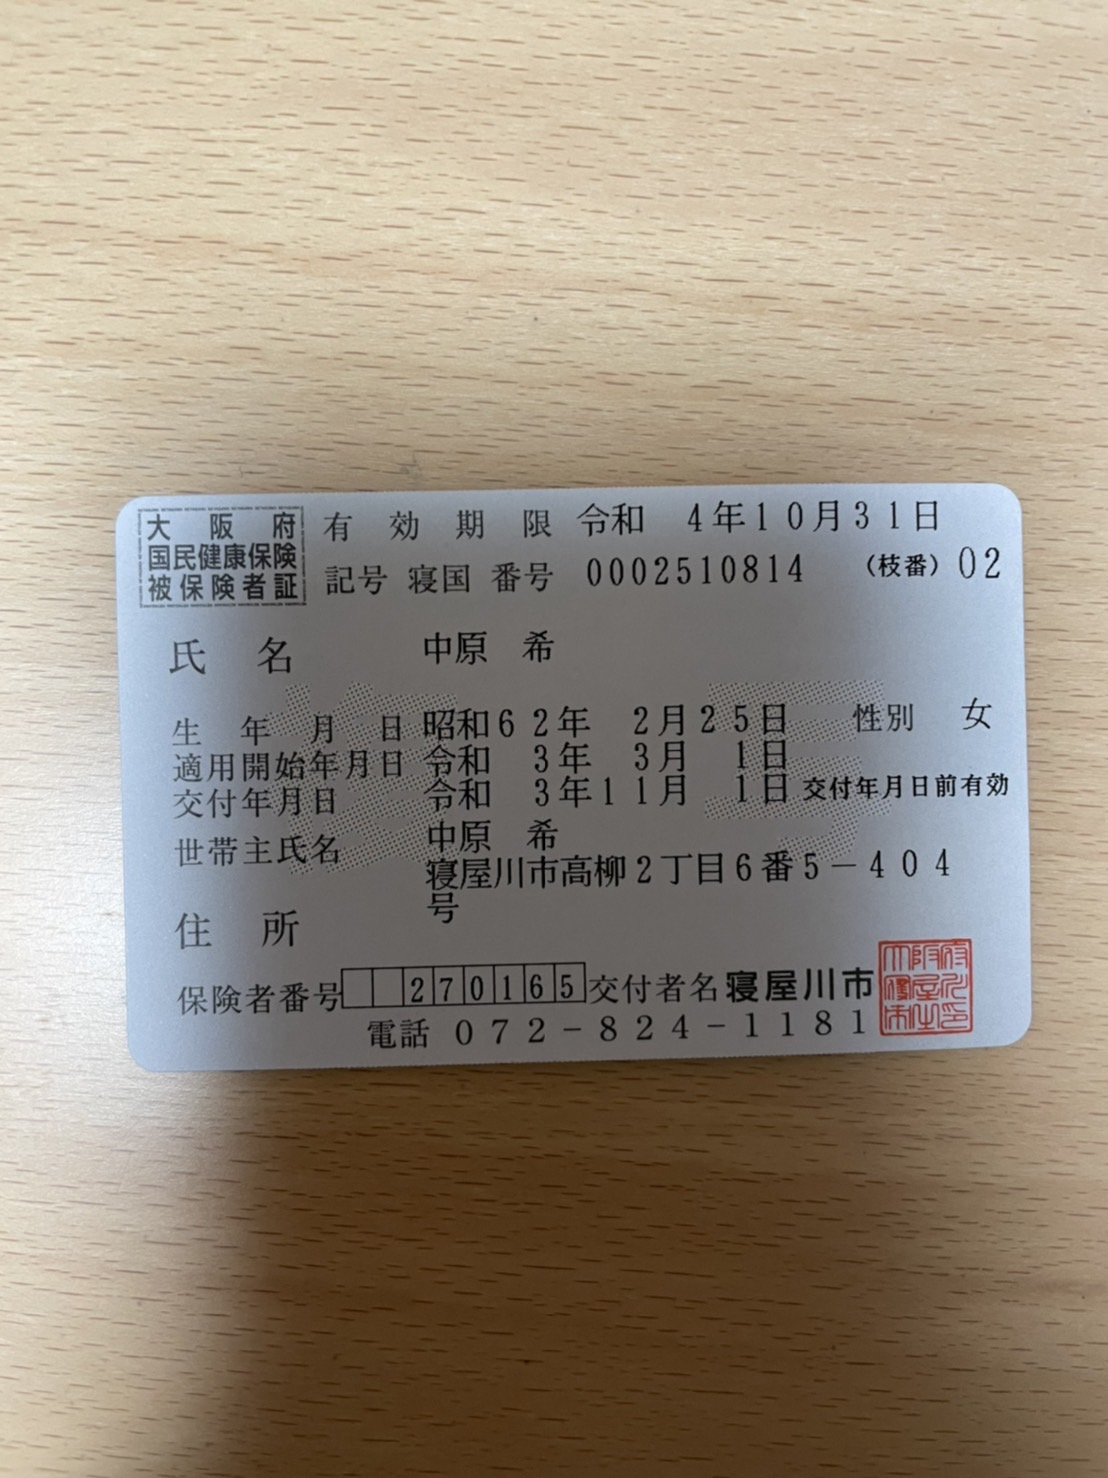 大阪府
国民健康保険
被保険者証
有効期限 令和 4年10月31日
記号 寝国 番号 0002510814 (枝番) 02
氏名 中原 希
生年月日 昭和62年 2月25日 性別 女
適用開始年月日 令和 3年 3月 1日
交付年月日 令和 3年11月 1日 交付年月日前有効
世帯主氏名 中原 希
寝屋川市高柳2丁目6番5-404
号
住所
保険者番号 270165 交付者名 寝屋川市
電話 072-824-1181